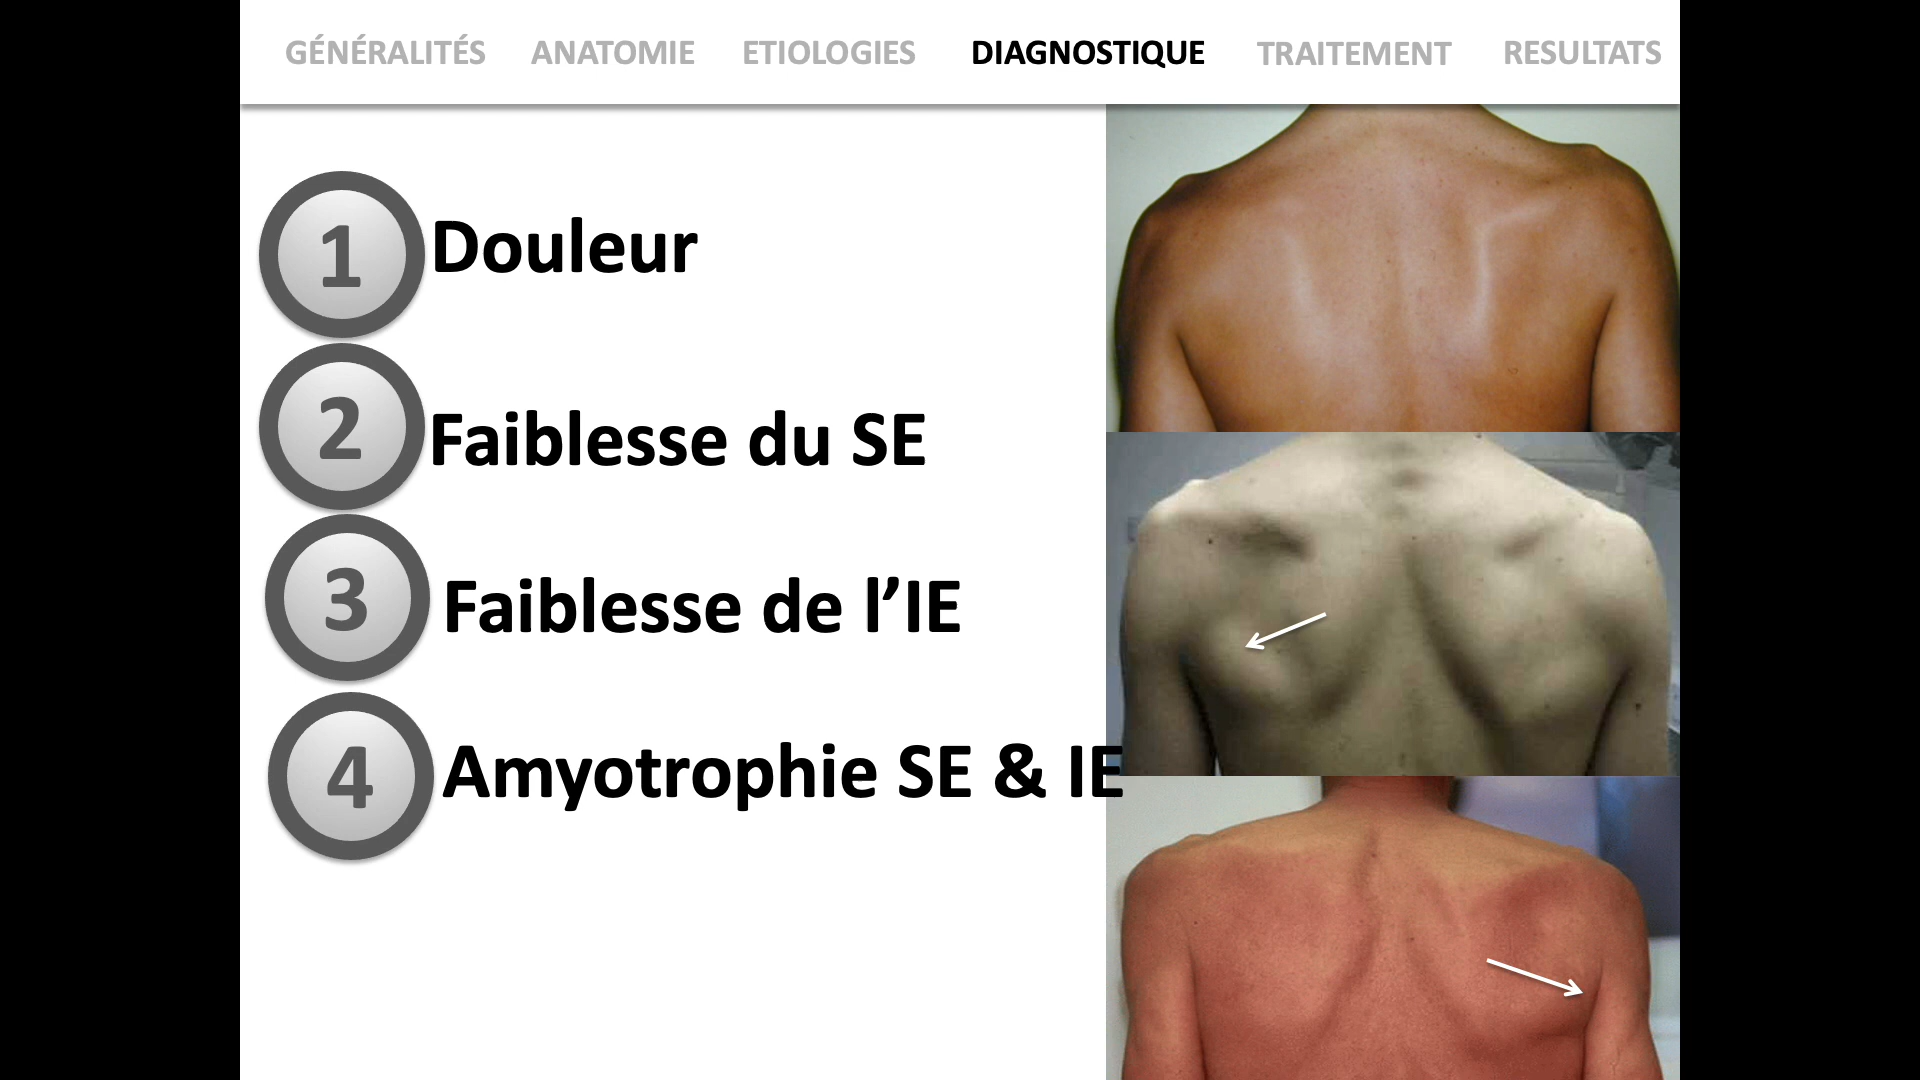 GÉNÉRALITÉS ANATOMIE ETIOLOGIES DIAGNOSTIQUE TRAITEMENT RESULTATS
1 Douleur
2 Faiblesse du SE
3 Faiblesse de l’IE
4 Amyotrophie SE & IE